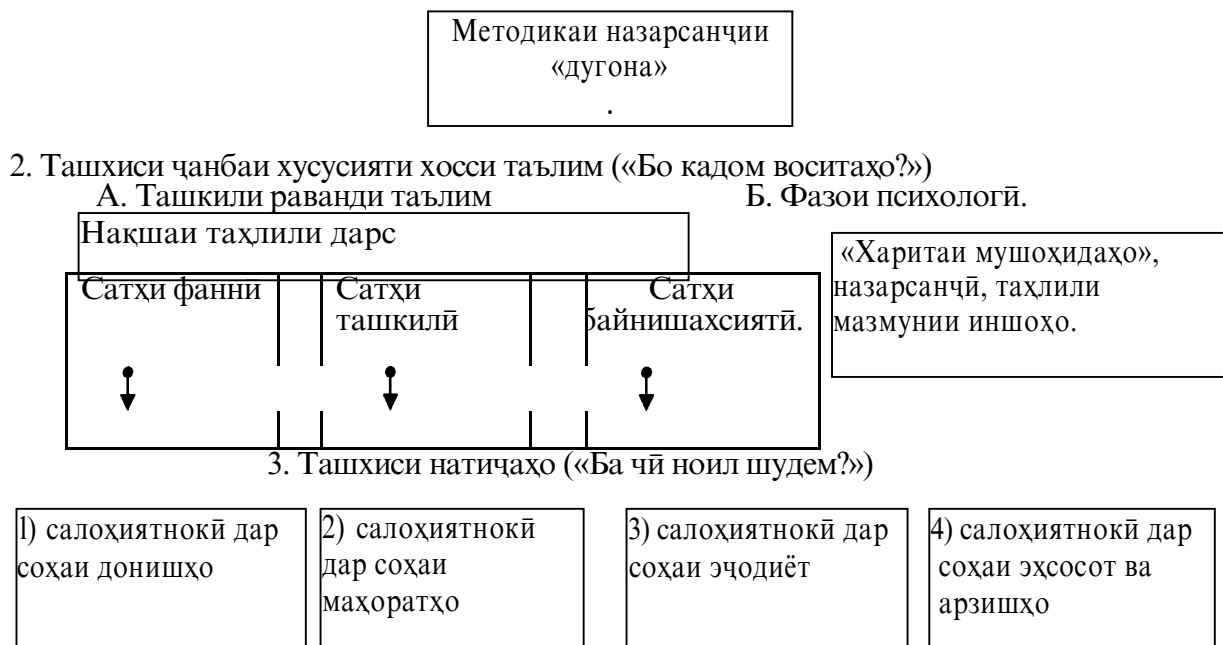 Методикаи назарсанҷии
«дугона»
.
2. Ташхиси ҷанбаи хусусияти хосси таълим («Бо кадом воситаҳо?»)
А. Ташкили раванди таълим Б. Фазои психологӣ.
Нақшаи таҳлили дарс
Сатҳи фанни
Сатҳи
ташкилӣ
Сатҳи
байнишахсиятӣ.
«Харитаи мушоҳидаҳо»,
назарсанҷӣ, таҳлили
мазмунии иншоҳо.
3. Ташхиси натиҷаҳо («Ба чӣ ноил шудем?»)
1) салоҳиятнокӣ дар
соҳаи донишҳо
2) салоҳиятнокӣ
дар соҳаи
маҳоратҳо
3) салоҳиятнокӣ дар
соҳаи эҷодиёт
4) салоҳиятнокӣ дар
соҳаи эҳсосот ва
арзишҳо